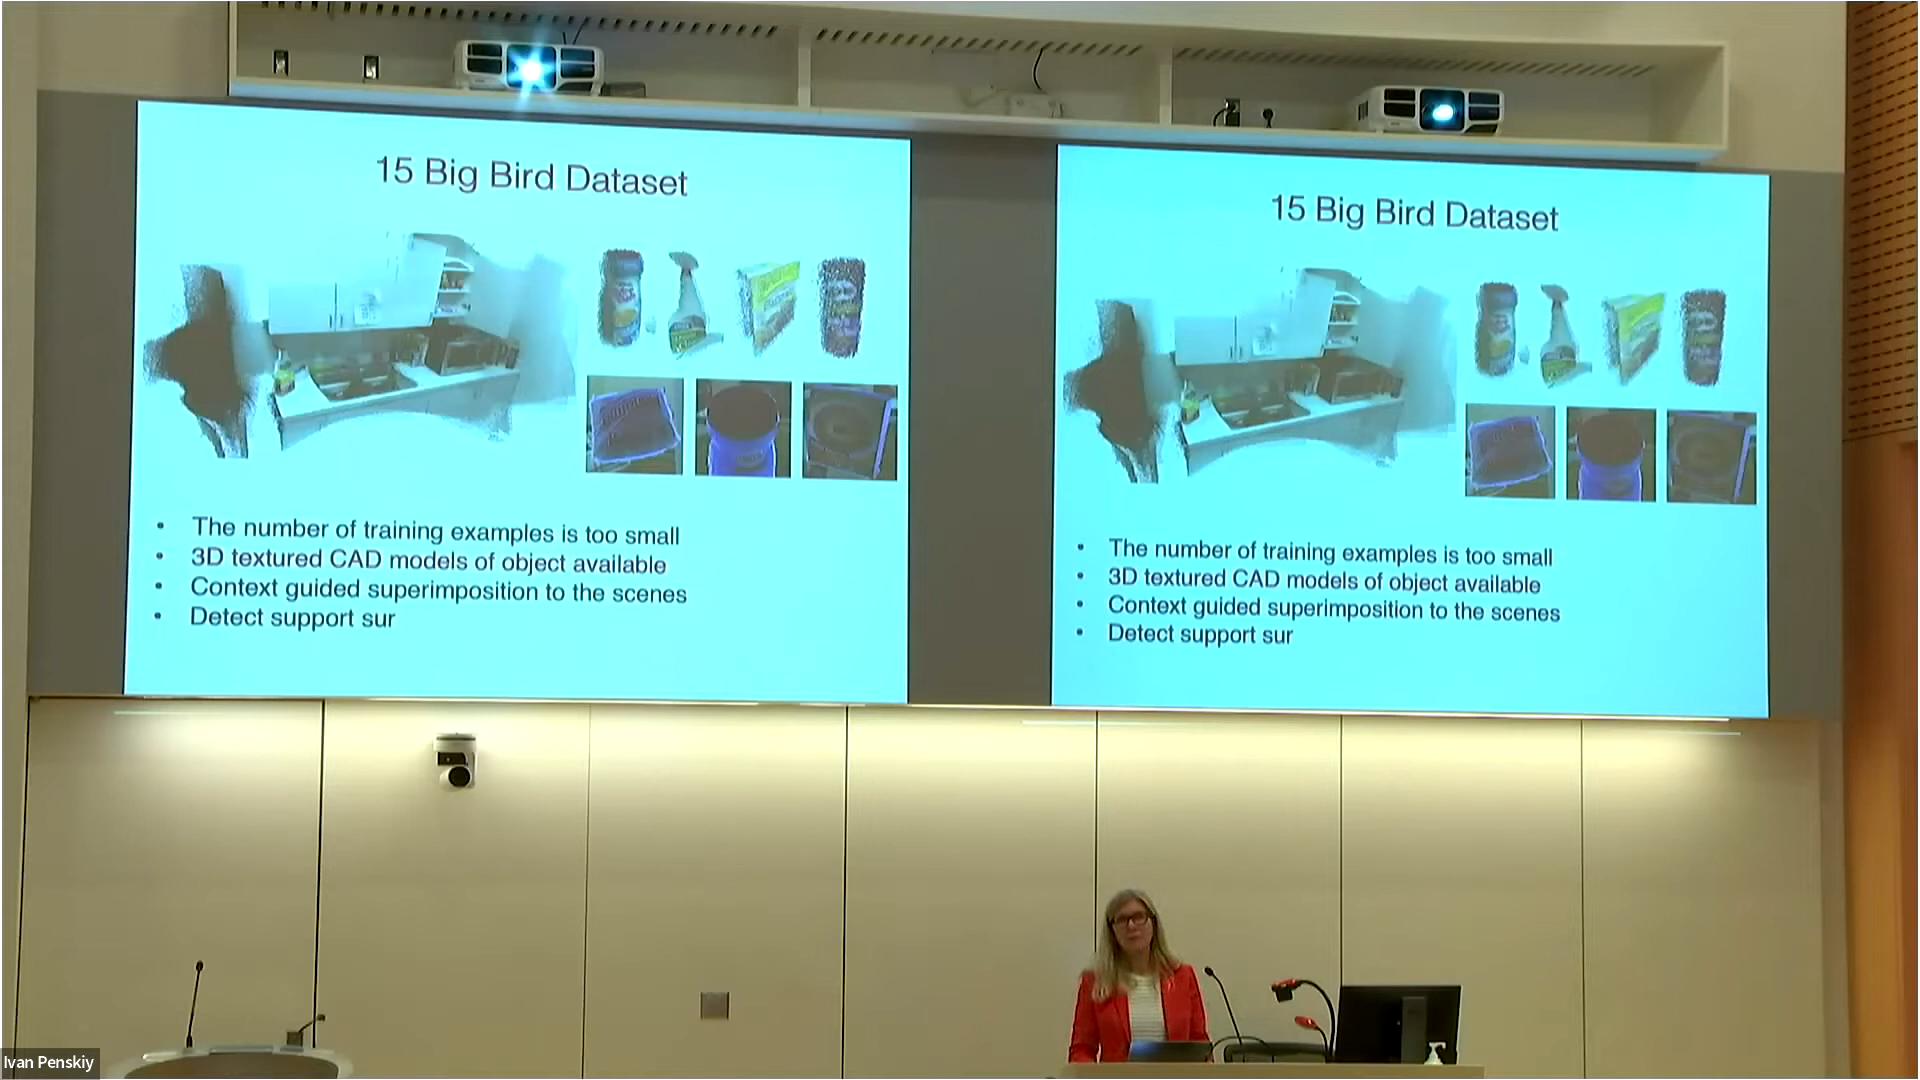 15 Big Bird Dataset
• The number of training examples is too small
• 3D textured CAD models of object available
• Context guided superimposition to the scenes
• Detect support sur
15 Big Bird Dataset
• The number of training examples is too small
• 3D textured CAD models of object available
• Context guided superimposition to the scenes
• Detect support sur
Ivan Penskiy